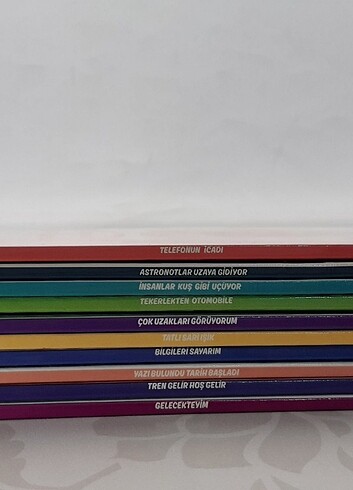 TELEFONUN İCADI
ASTRONOTLAR UZAYA GİDİYOR
İNSANLAR KUŞ GİBİ UÇUYOR
TEKERLEKTEN OTOMOBİLE
ÇOK UZAKLARI GÖRÜYORUM
TATLI SARI IŞIK
BİLGİLERİ SAYARIM
YAZI BULUNDU TARİH BAŞLADI
TREN GELİR HOŞ GELİR
GELECEKTEYİM